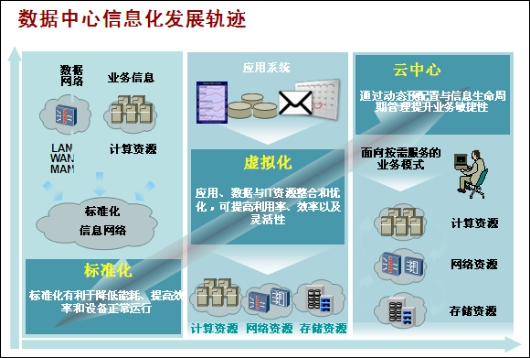 数据中心信息化发展轨迹
数据
网络
业务信息
LAN
WAN
MAN
计算资源
标准化
信息网络
标准化
标准化有利于降低能耗、提高效
率和设备正常运行
应用系统
虚拟化
应用、数据与IT资源整合和优
化，可提高利用率、效率以及
灵活性
计算资源
网络资源
存储资源
云中心
通过动态预配置与信息生命周
期管理提升业务敏捷性
面向按需服务的
业务模式
计算资源
网络资源
存储资源